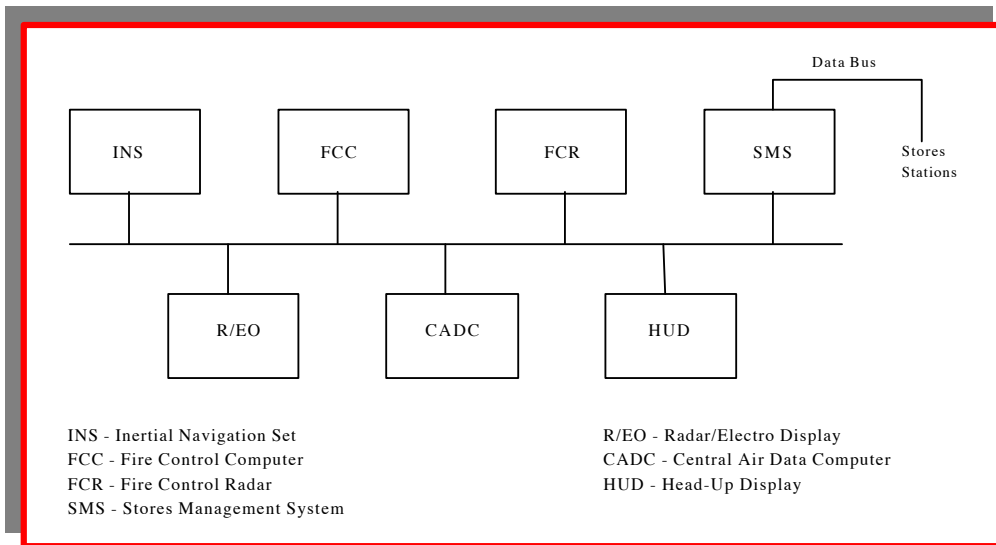 Data Bus
INS
FCC
FCR
SMS
Stores
Stations
R/EO
CADC
HUD
INS - Inertial Navigation Set
FCC - Fire Control Computer
FCR - Fire Control Radar
SMS - Stores Management System
R/EO - Radar/Electro Display
CADC - Central Air Data Computer
HUD - Head-Up Display